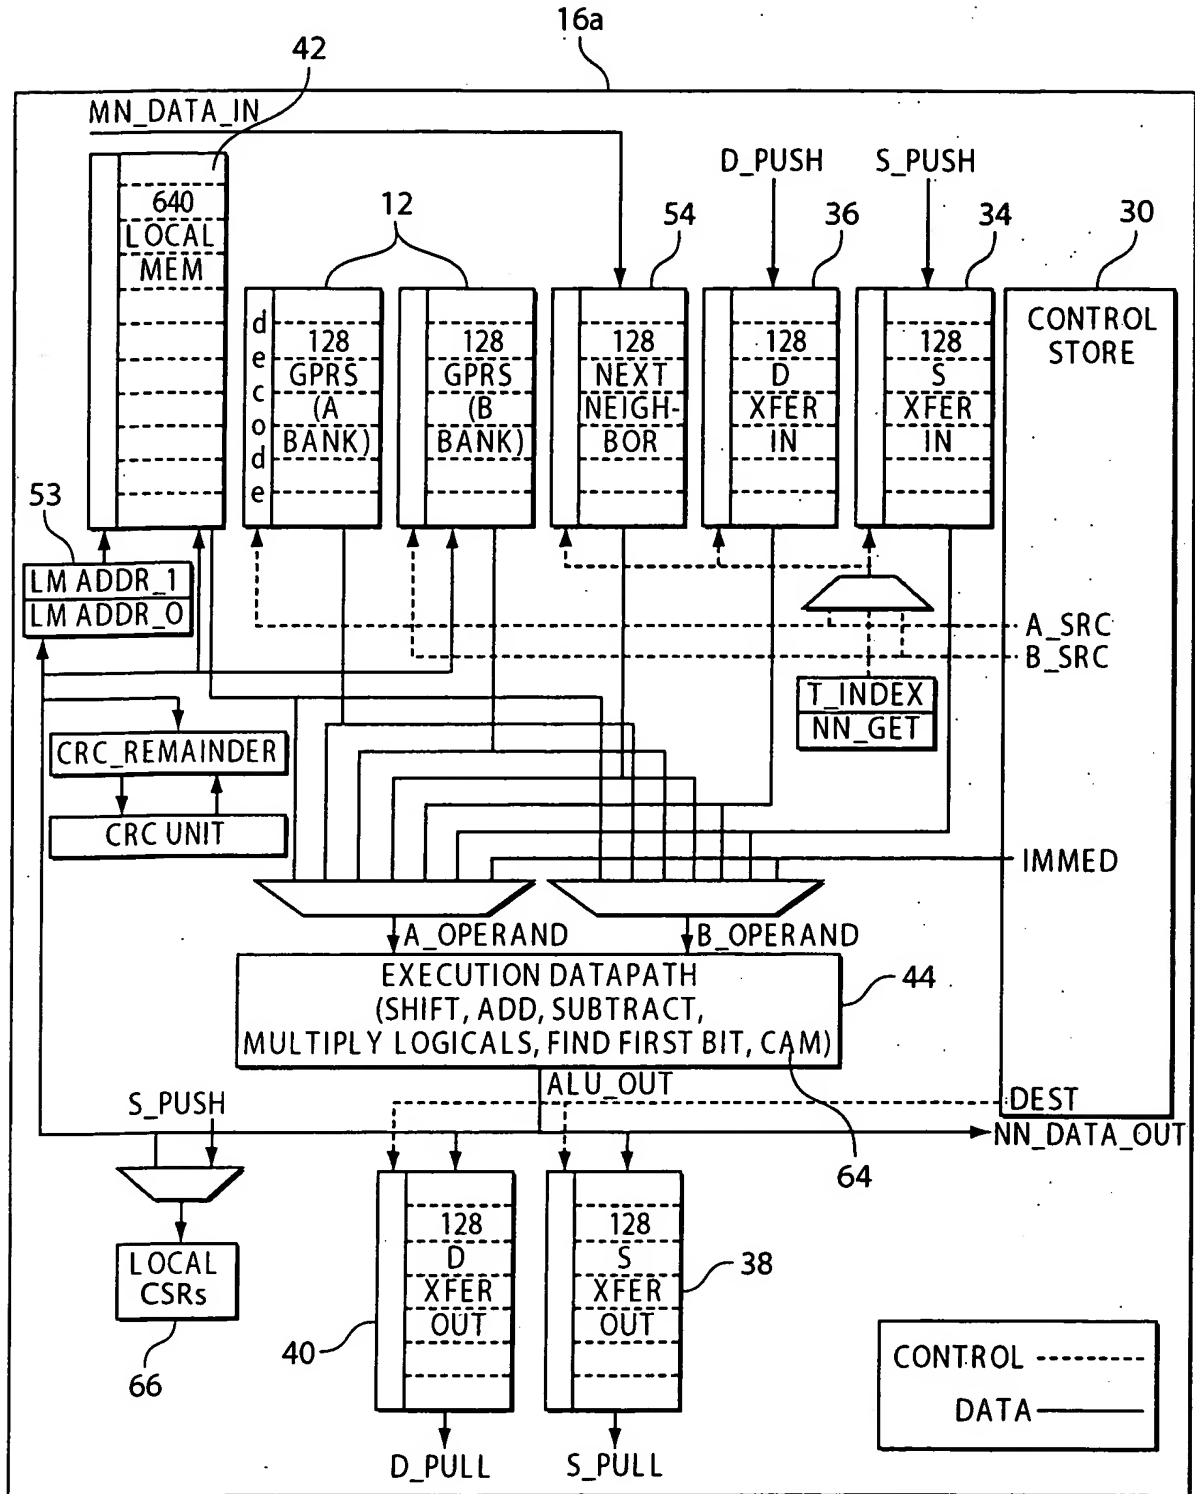 16a
42
MN_DATA_IN
D_PUSH
S_PUSH
12
54
36
34
30
640
LOCAL
MEM
decode
128
GPRS
(A
BANK)
128
GPRS
(B
BANK)
128
NEXT
NEIGH-
BOR
128
D
XFER
IN
128
S
XFER
IN
CONTROL
STORE
53
LM ADDR_1
LM ADDR_0
A_SRC
B_SRC
T_INDEX
NN_GET
CRC_REMAINDER
CRC UNIT
IMMED
A_OPERAND
B_OPERAND
EXECUTION DATAPATH
(SHIFT, ADD, SUBTRACT,
MULTIPLY LOGICALS, FIND FIRST BIT, CAM)
44
ALU_OUT
DEST
S_PUSH
NN_DATA_OUT
64
LOCAL
CSRs
66
128
D
XFER
OUT
40
128
S
XFER
OUT
38
CONTROL
DATA
D_PULL
S_PULL